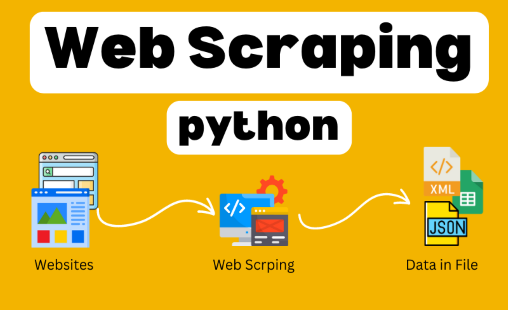 Web Scraping
python
</>
</>
XML
JSON
Websites
Web Scrping
Data in File